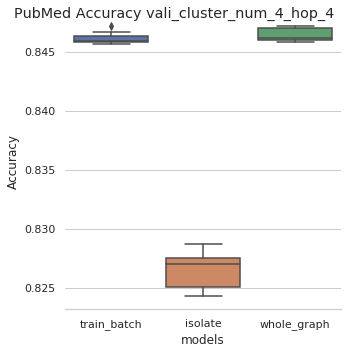 PubMed Accuracy vali_cluster_num_4_hop_4
0.845
0.840
0.835
0.830
0.825
Accuracy
train_batch isolate whole_graph
models